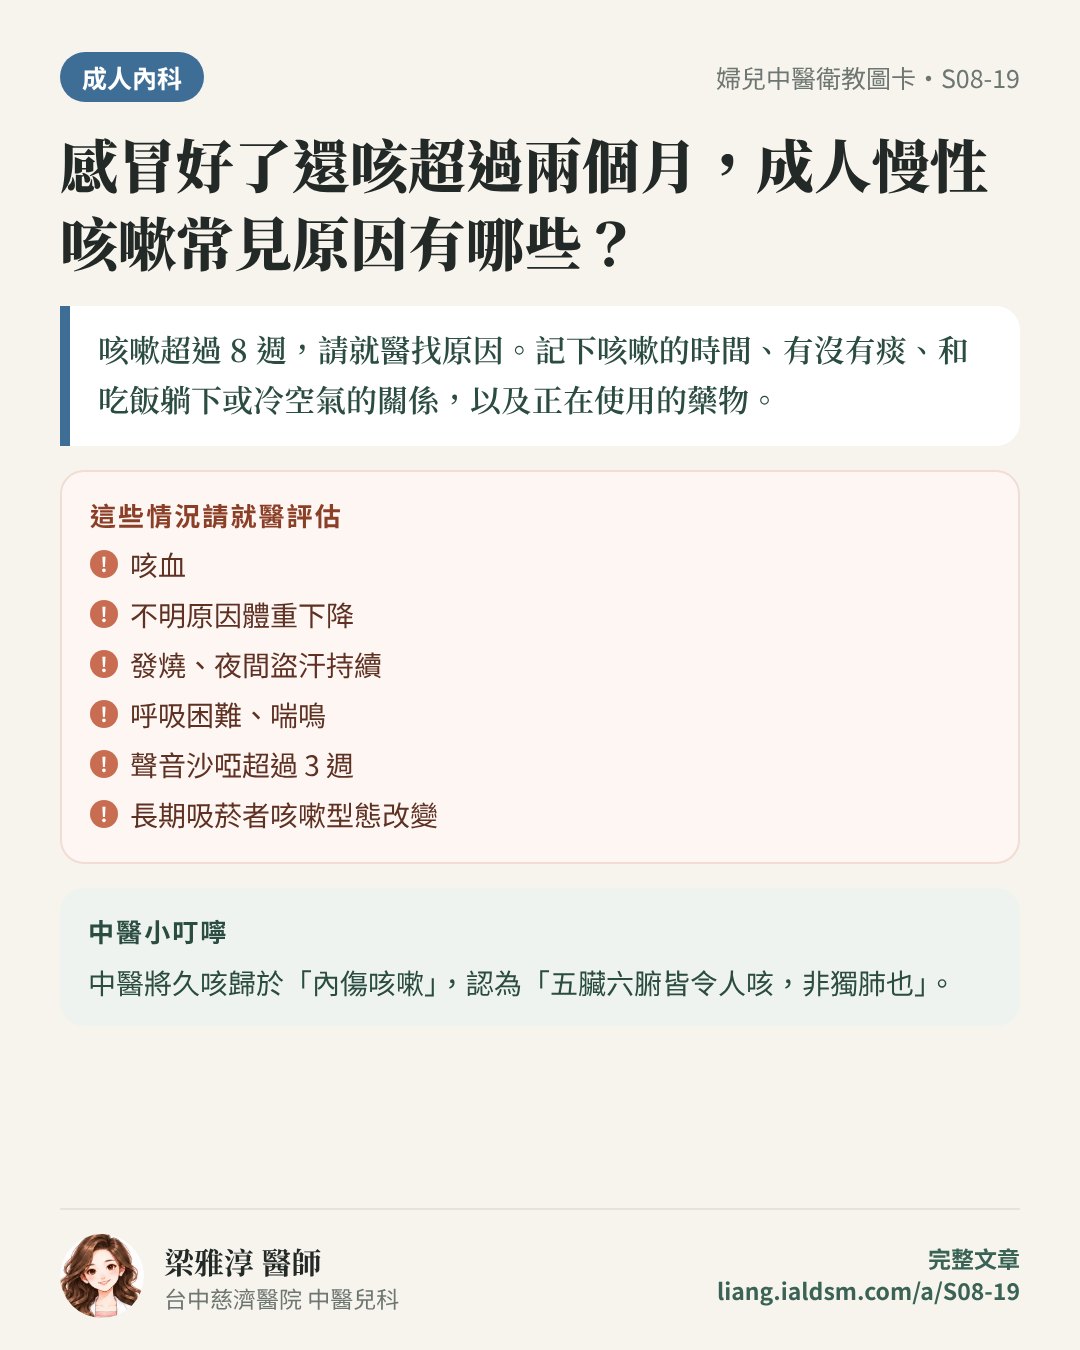 成人內科
婦兒中醫衛教圖卡・S08-19
感冒好了還咳超過兩個月，成人慢性
咳嗽常見原因有哪些？
咳嗽超過 8 週，請就醫找原因。記下咳嗽的時間、有沒有痰、和
吃飯躺下或冷空氣的關係，以及正在使用的藥物。
這些情況請就醫評估
! 咳血
! 不明原因體重下降
! 發燒、夜間盜汗持續
! 呼吸困難、喘鳴
! 聲音沙啞超過 3 週
! 長期吸菸者咳嗽型態改變
中醫小叮嚀
中醫將久咳歸於「內傷咳嗽」，認為「五臟六腑皆令人咳，非獨肺也」。
梁雅淳 醫師
台中慈濟醫院 中醫兒科
完整文章
liang.ialdsm.com/a/S08-19